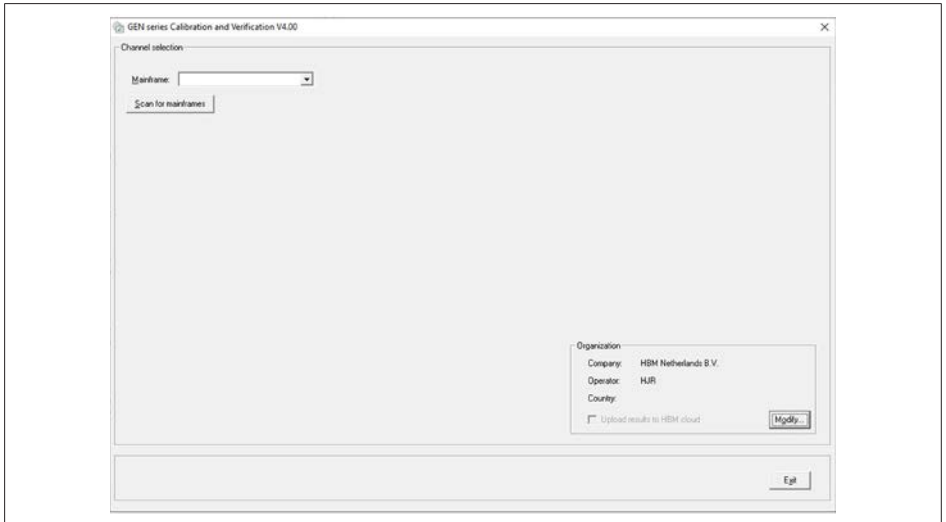 GEN series Calibration and Verification V4.00
Channel selection
Mainframe:
Scan for mainframes
Organization
Company: HBM Netherlands B.V.
Operator: HJR
Country:
Upload results to HBM cloud
Modify...
Exit